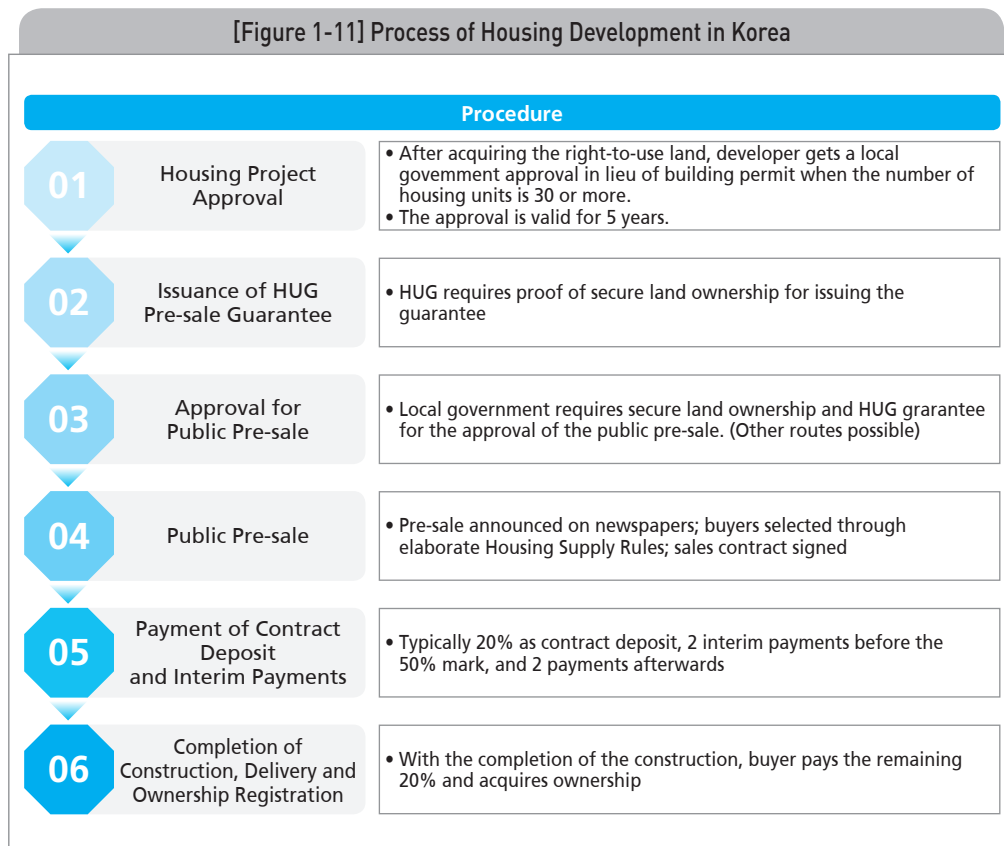 [Figure 1-11] Process of Housing Development in Korea
Procedure
01
Housing Project
Approval
• After acquiring the right-to-use land, developer gets a local
government approval in lieu of building permit when the number of
housing units is 30 or more.
• The approval is valid for 5 years.
02
Issuance of HUG
Pre-sale Guarantee
• HUG requires proof of secure land ownership for issuing the
guarantee
03
Approval for
Public Pre-sale
• Local government requires secure land ownership and HUG grarantee
for the approval of the public pre-sale. (Other routes possible)
04
Public Pre-sale
• Pre-sale announced on newspapers; buyers selected through
elaborate Housing Supply Rules; sales contract signed
05
Payment of Contract
Deposit
and Interim Payments
• Typically 20% as contract deposit, 2 interim payments before the
50% mark, and 2 payments afterwards
06
Completion of
Construction, Delivery and
Ownership Registration
• With the completion of the construction, buyer pays the remaining
20% and acquires ownership